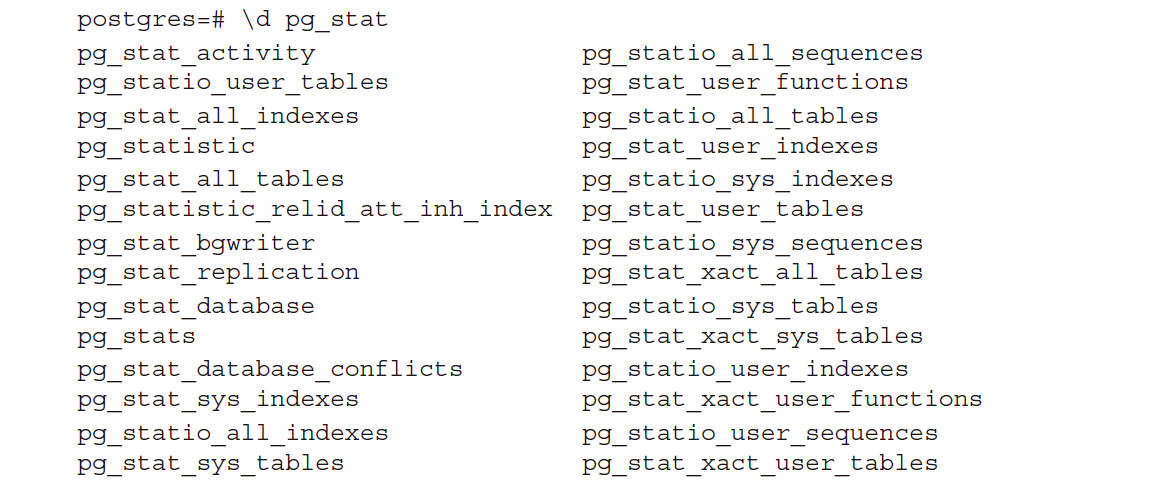 postgres=# \d pg_stat
pg_stat_activity pg_statio_all_sequences
pg_statio_user_tables pg_stat_user_functions
pg_stat_all_indexes pg_statio_all_tables
pg_statistic pg_stat_user_indexes
pg_stat_all_tables pg_statio_sys_indexes
pg_statistic_relid_att_inh_index pg_stat_user_tables
pg_stat_bgwriter pg_statio_sys_sequences
pg_stat_replication pg_stat_xact_all_tables
pg_stat_database pg_statio_sys_tables
pg_stats pg_stat_xact_sys_tables
pg_stat_database_conflicts pg_statio_user_indexes
pg_stat_sys_indexes pg_stat_xact_user_functions
pg_statio_all_indexes pg_statio_user_sequences
pg_stat_sys_tables pg_stat_xact_user_tables